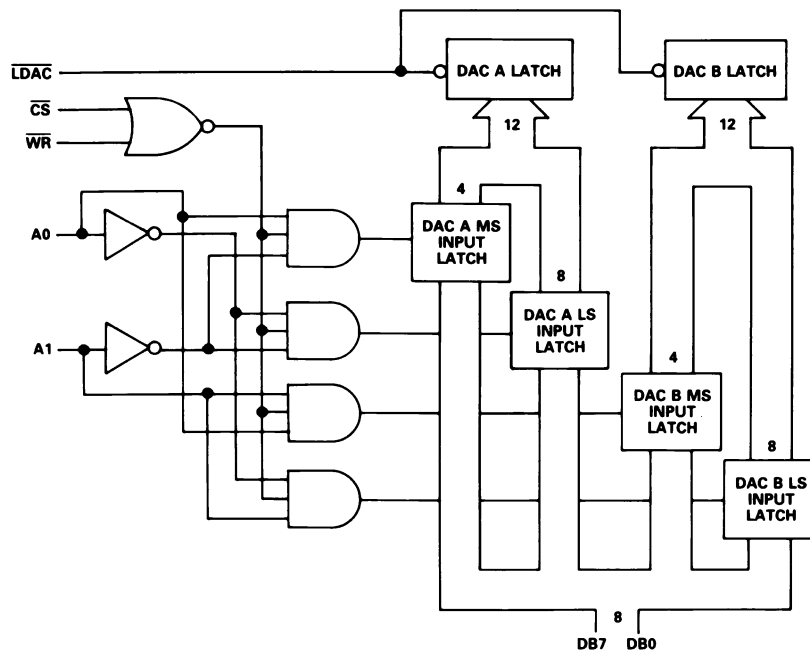 LDAC
DAC A LATCH
DAC B LATCH
CS
WR
12
12
4
A0
DAC A MS
INPUT
LATCH
8
DAC A LS
INPUT
LATCH
A1
4
DAC B MS
INPUT
LATCH
8
DAC B LS
INPUT
LATCH
8
DB7 DB0